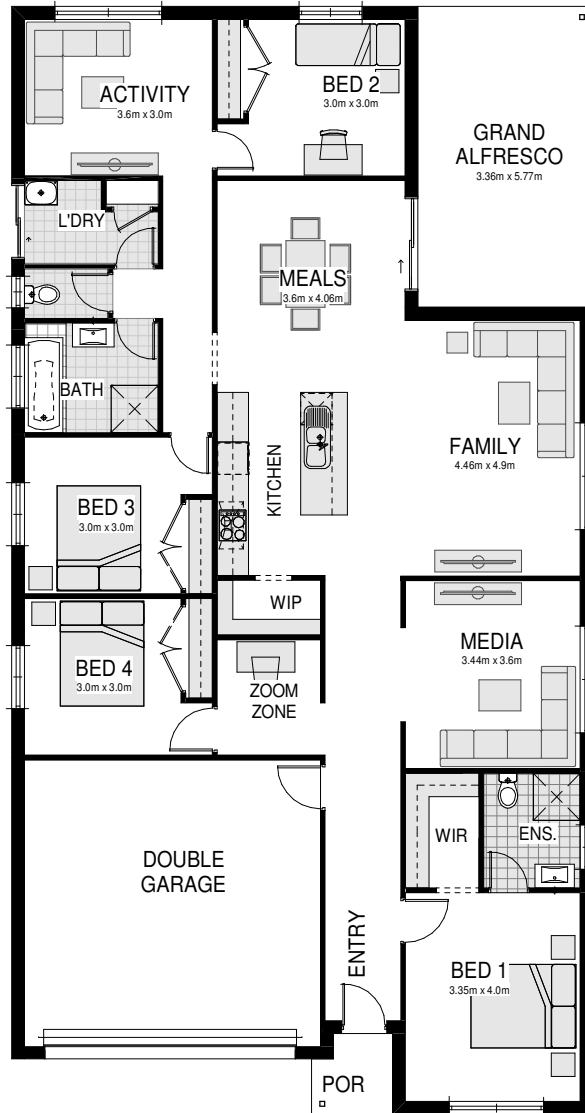 ACTIVITY
3.6m x 3.0m
BED 2
3.0m x 3.0m
GRAND
ALFRESCO
3.36m x 5.77m
L'DRY
MEALS
3.6m x 4.06m
BATH
FAMILY
4.46m x 4.9m
KITCHEN
BED 3
3.0m x 3.0m
WIP
MEDIA
3.44m x 3.6m
BED 4
3.0m x 3.0m
ZOOM
ZONE
WIR
ENS.
DOUBLE
GARAGE
ENTRY
BED 1
3.35m x 4.0m
POR